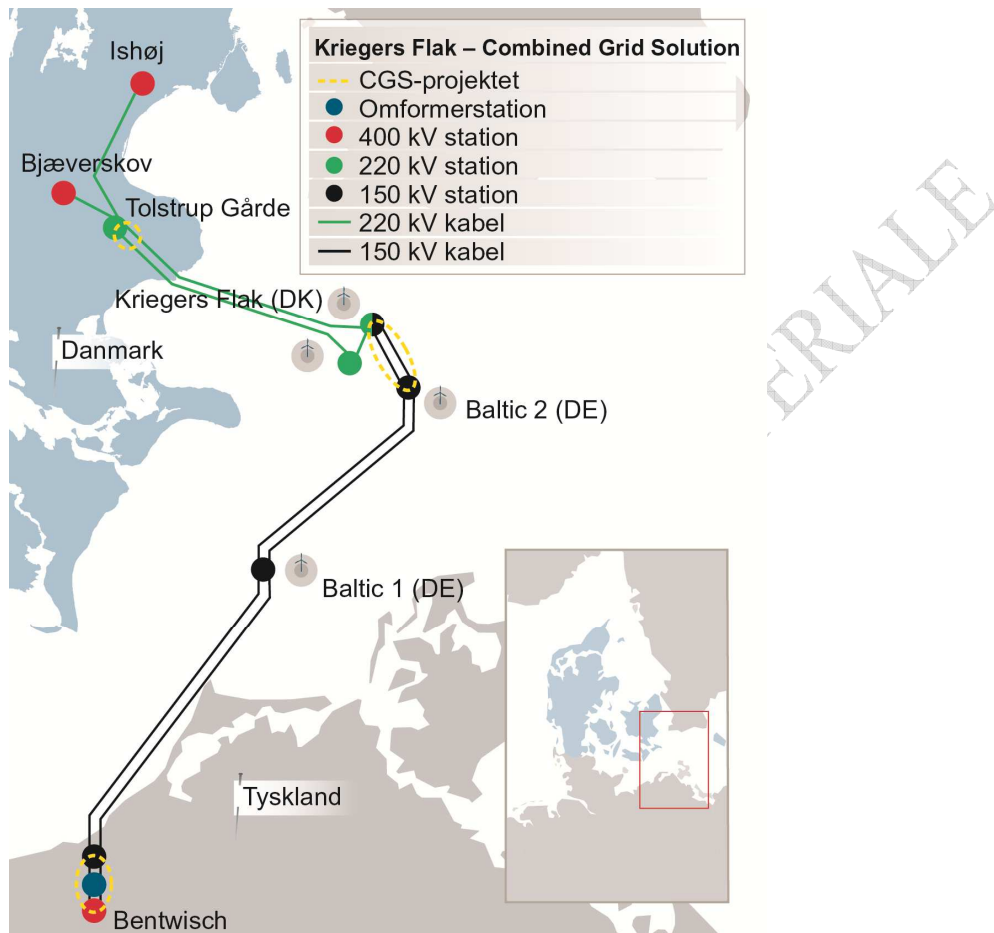 Ishøj
Kriegers Flak – Combined Grid Solution
CGS-projektet
Omformerstation
400 kV station
220 kV station
150 kV station
220 kV kabel
150 kV kabel
Bjæverskov
Tolstrup Gårde
Kriegers Flak (DK)
Danmark
Baltic 2 (DE)
Baltic 1 (DE)
Tyskland
Bentwisch
ERIALE